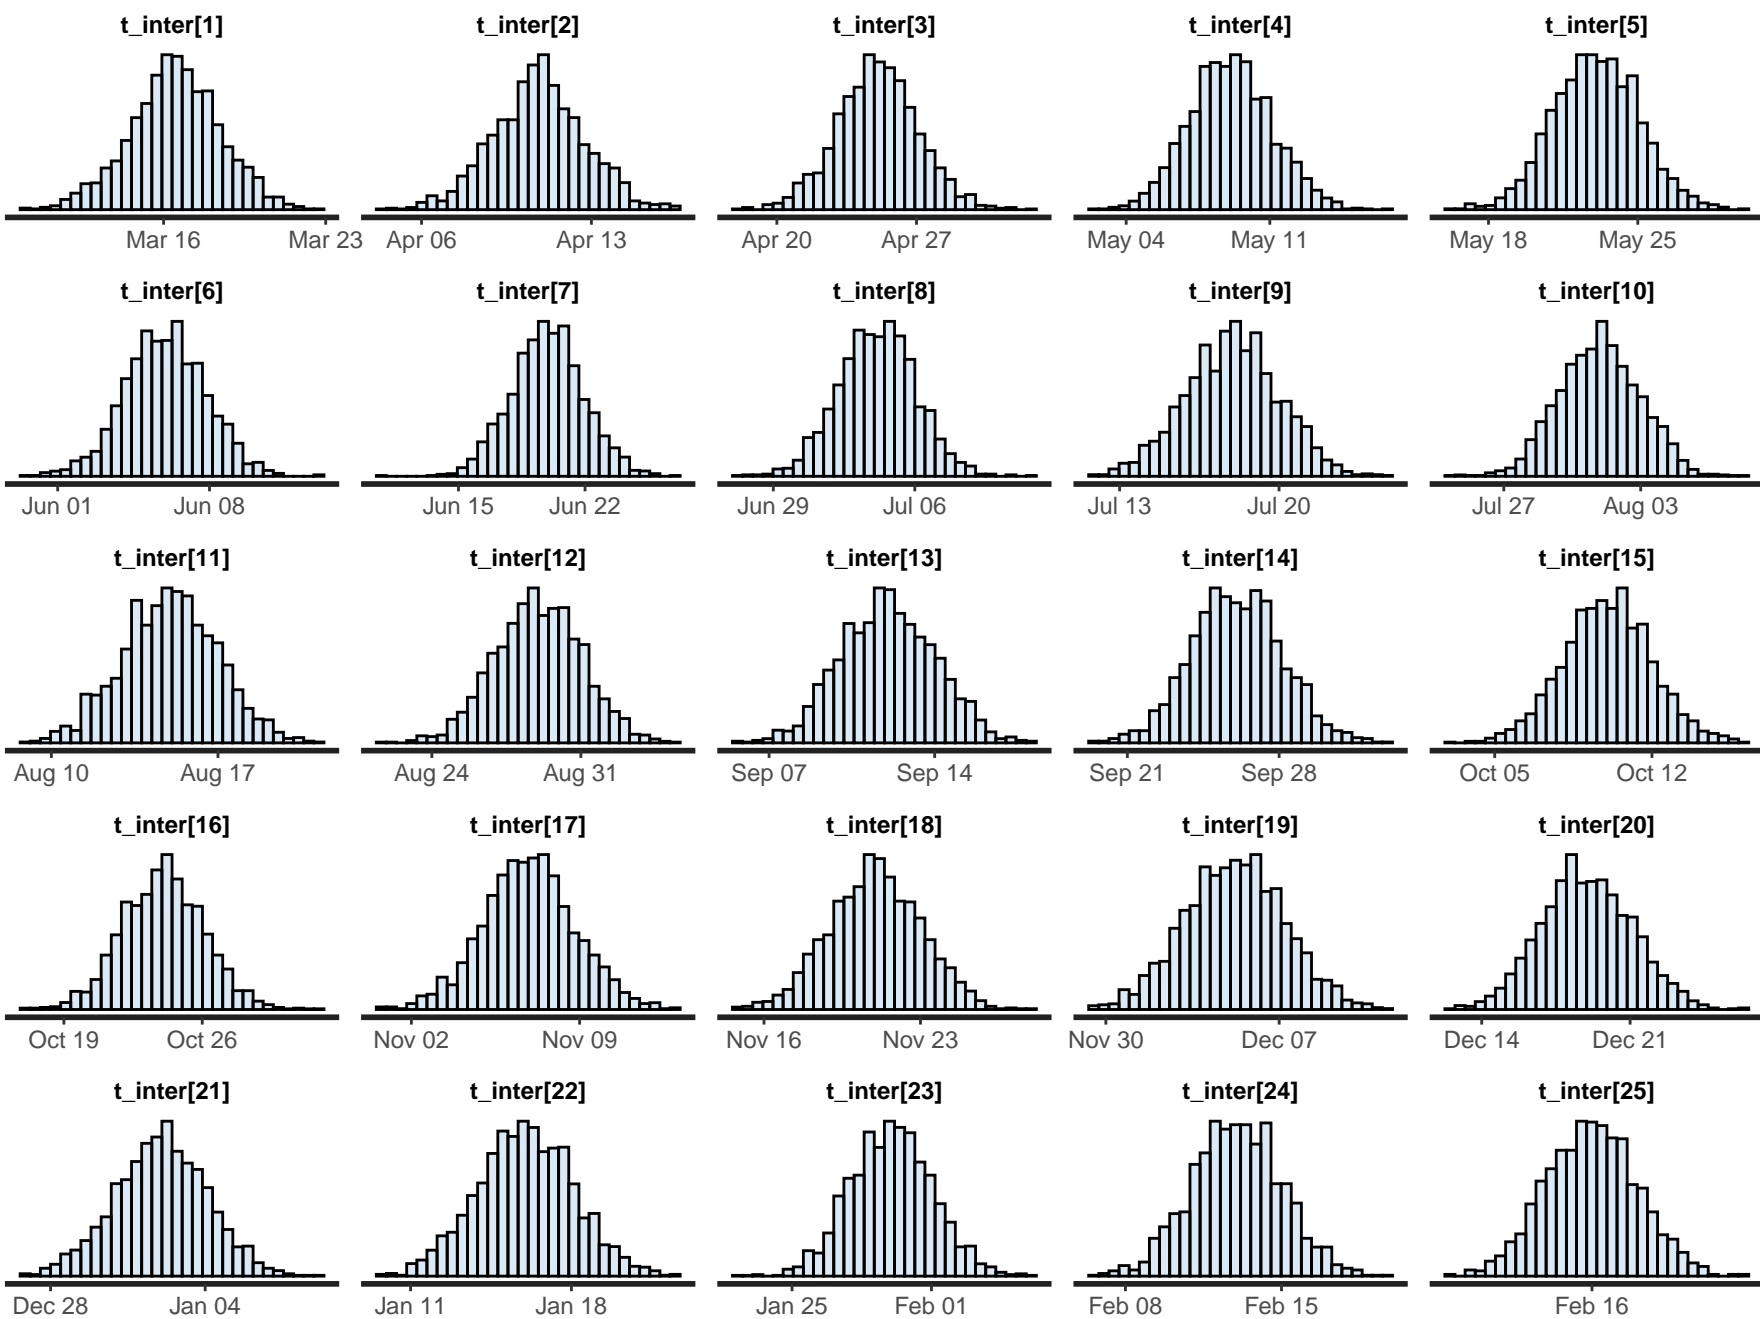 t_inter[1] t_inter[2] t_inter[3] t_inter[4] t_inter[5]
Mar 16 Mar 23 Apr 06 Apr 13 Apr 20 Apr 27 May 04 May 11 May 18 May 25
t_inter[6] t_inter[7] t_inter[8] t_inter[9] t_inter[10]
Jun 01 Jun 08 Jun 15 Jun 22 Jun 29 Jul 06 Jul 13 Jul 20 Jul 27 Aug 03
t_inter[11] t_inter[12] t_inter[13] t_inter[14] t_inter[15]
Aug 10 Aug 17 Aug 24 Aug 31 Sep 07 Sep 14 Sep 21 Sep 28 Oct 05 Oct 12
t_inter[16] t_inter[17] t_inter[18] t_inter[19] t_inter[20]
Oct 19 Oct 26 Nov 02 Nov 09 Nov 16 Nov 23 Nov 30 Dec 07 Dec 14 Dec 21
t_inter[21] t_inter[22] t_inter[23] t_inter[24] t_inter[25]
Dec 28 Jan 04 Jan 11 Jan 18 Jan 25 Feb 01 Feb 08 Feb 15 Feb 16